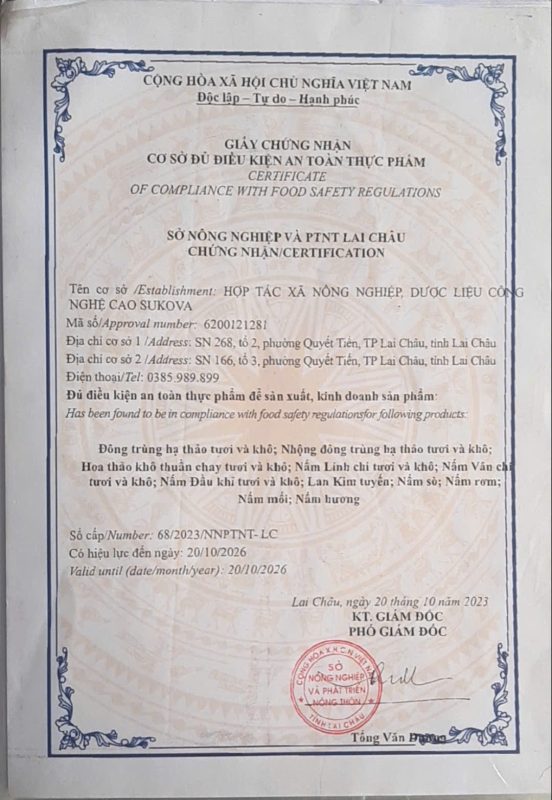 CỘNG HÒA XÃ HỘI CHỦ NGHĨA VIỆT NAM
Độc lập – Tự do – Hạnh phúc
GIẤY CHỨNG NHẬN
CƠ SỞ ĐỦ ĐIỀU KIỆN AN TOÀN THỰC PHẨM
CERTIFICATE
OF COMPLIANCE WITH FOOD SAFETY REGULATIONS
SỞ NÔNG NGHIỆP VÀ PTNT LAI CHÂU
CHỨNG NHẬN/CERTIFICATION
Tên cơ sở /Establishment: HỢP TÁC XÃ NÔNG NGHIỆP, DƯỢC LIỆU CÔNG
NGHỆ CAO SUKOVA
Mã số/Approval number: 6200121281
Địa chỉ cơ sở 1 /Address: SN 268, tổ 2, phường Quyết Tiến, TP Lai Châu, tỉnh Lai Châu
Địa chỉ cơ sở 2 /Address: SN 166, tổ 3, phường Quyết Tiến, TP Lai Châu, tỉnh Lai Châu
Điện thoại/Tel: 0385.989.899
Đủ điều kiện an toàn thực phẩm để sản xuất, kinh doanh sản phẩm:
Has been found to be in compliance with food safety regulationsfor following products:
Đông trùng hạ thảo tươi và khô; Nhộng đông trùng hạ thảo tươi và khô;
Hoa thảo khô thuần chay tươi và khô; Nấm Linh chi tươi và khô; Nấm Vân chi
tươi và khô; Nấm Đầu khỉ tươi và khô; Lan Kim tuyến; Nấm sò; Nấm rơm;
Nấm mối; Nấm hương
Số cấp/Number: 68/2023/NNPTNT- LC
Có hiệu lực đến ngày: 20/10/2026
Valid until (date/month/year): 20/10/2026
Lai Châu, ngày 20 tháng 10 năm 2023
KT. GIÁM ĐỐC
PHÓ GIÁM ĐỐC
CỘNG HÒA X.H.C.N VIỆT NAM
SỞ
NÔNG NGHIỆP
VÀ PHÁT TRIỂN
NÔNG THÔN
TỈNH LAI CHÂU
Tống Văn